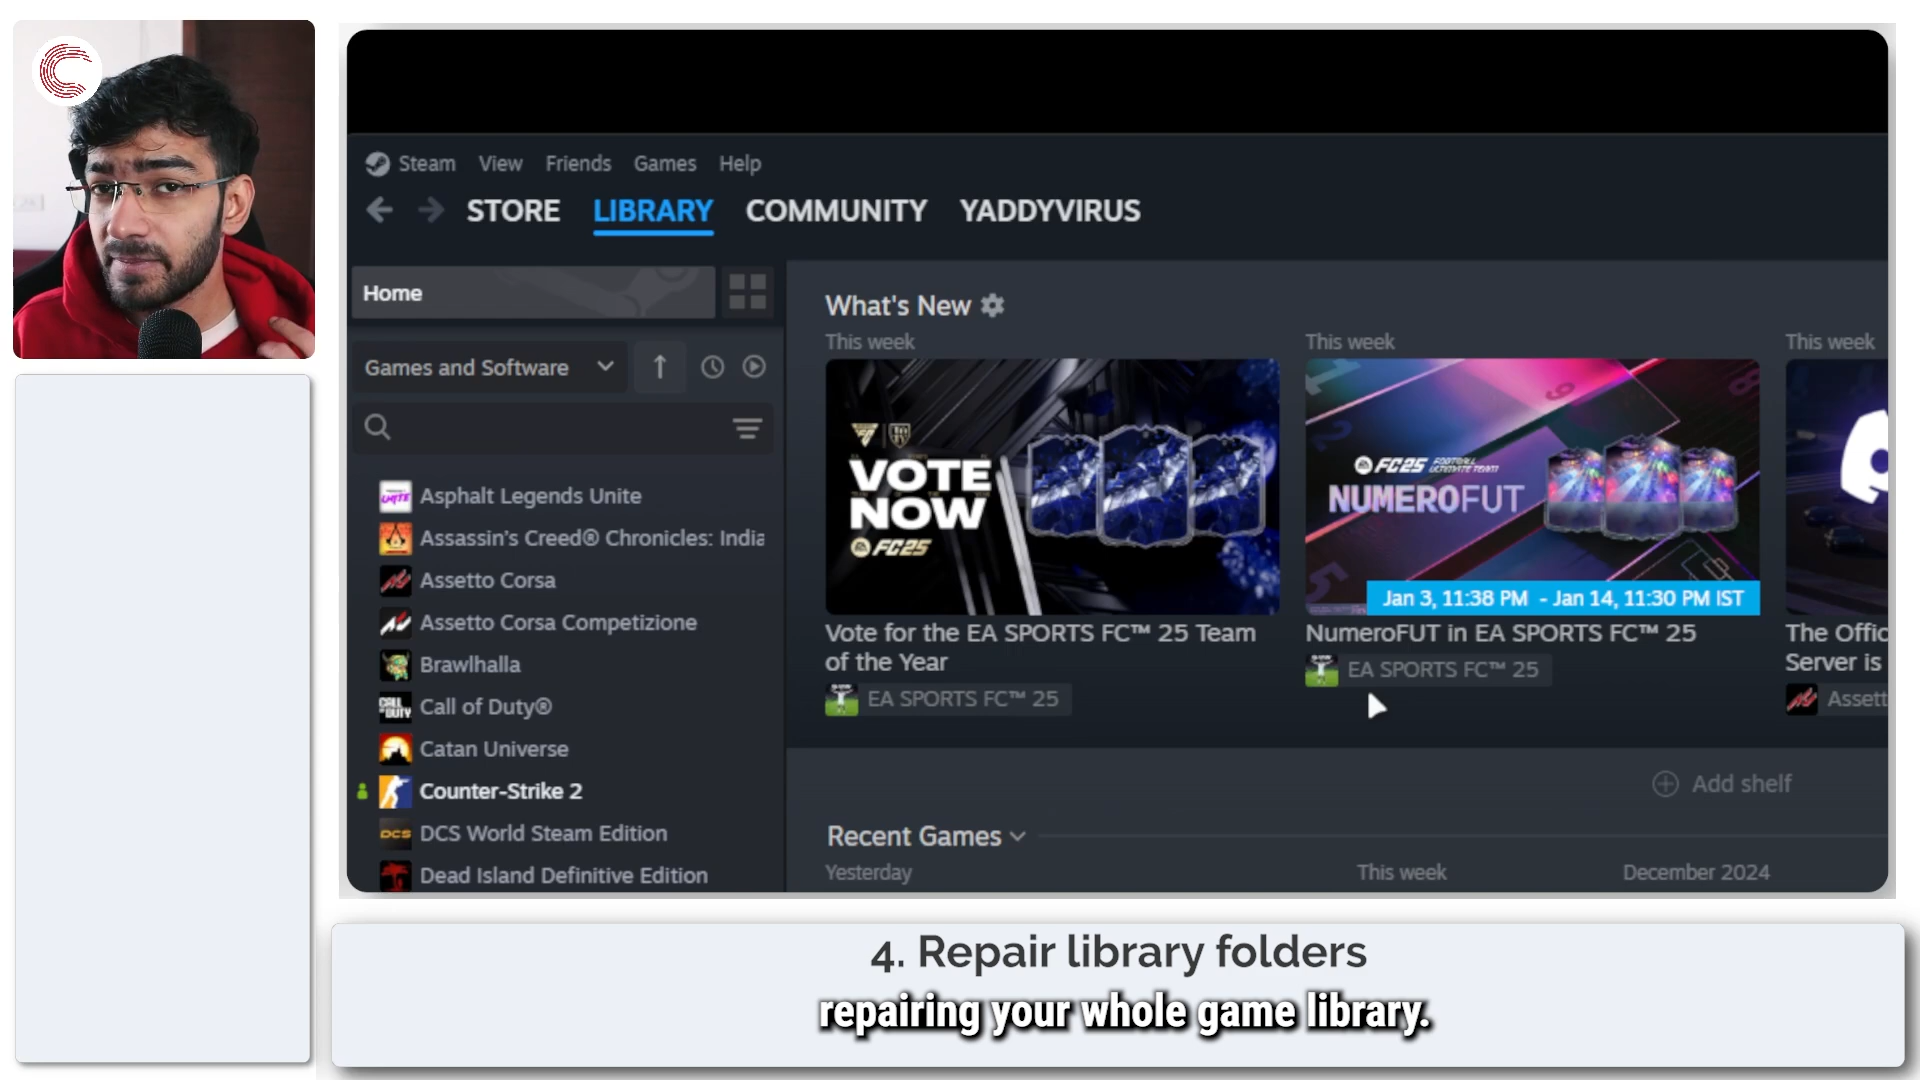 Steam View Friends Games Help
STORE LIBRARY COMMUNITY YADDYVIRUS
Home
Games and Software
Asphalt Legends Unite
Assassin's Creed® Chronicles: India
Assetto Corsa
Assetto Corsa Competizione
Brawlhalla
Call of Duty®
Catan Universe
Counter-Strike 2
DCS World Steam Edition
Dead Island Definitive Edition
What's New
This week
VOTE
NOW
FC25
Vote for the EA SPORTS FC™ 25 Team
of the Year
EA SPORTS FC™ 25
This week
FC25 FOOTBALL
ULTIMATE TEAM
NUMEROFUT
Jan 3, 11:38 PM - Jan 14, 11:30 PM IST
NumeroFUT in EA SPORTS FC™ 25
EA SPORTS FC™ 25
This week
The Offic
Server is
Assett
Add shelf
Recent Games
Yesterday This week December 2024
4. Repair library folders
repairing your whole game library.